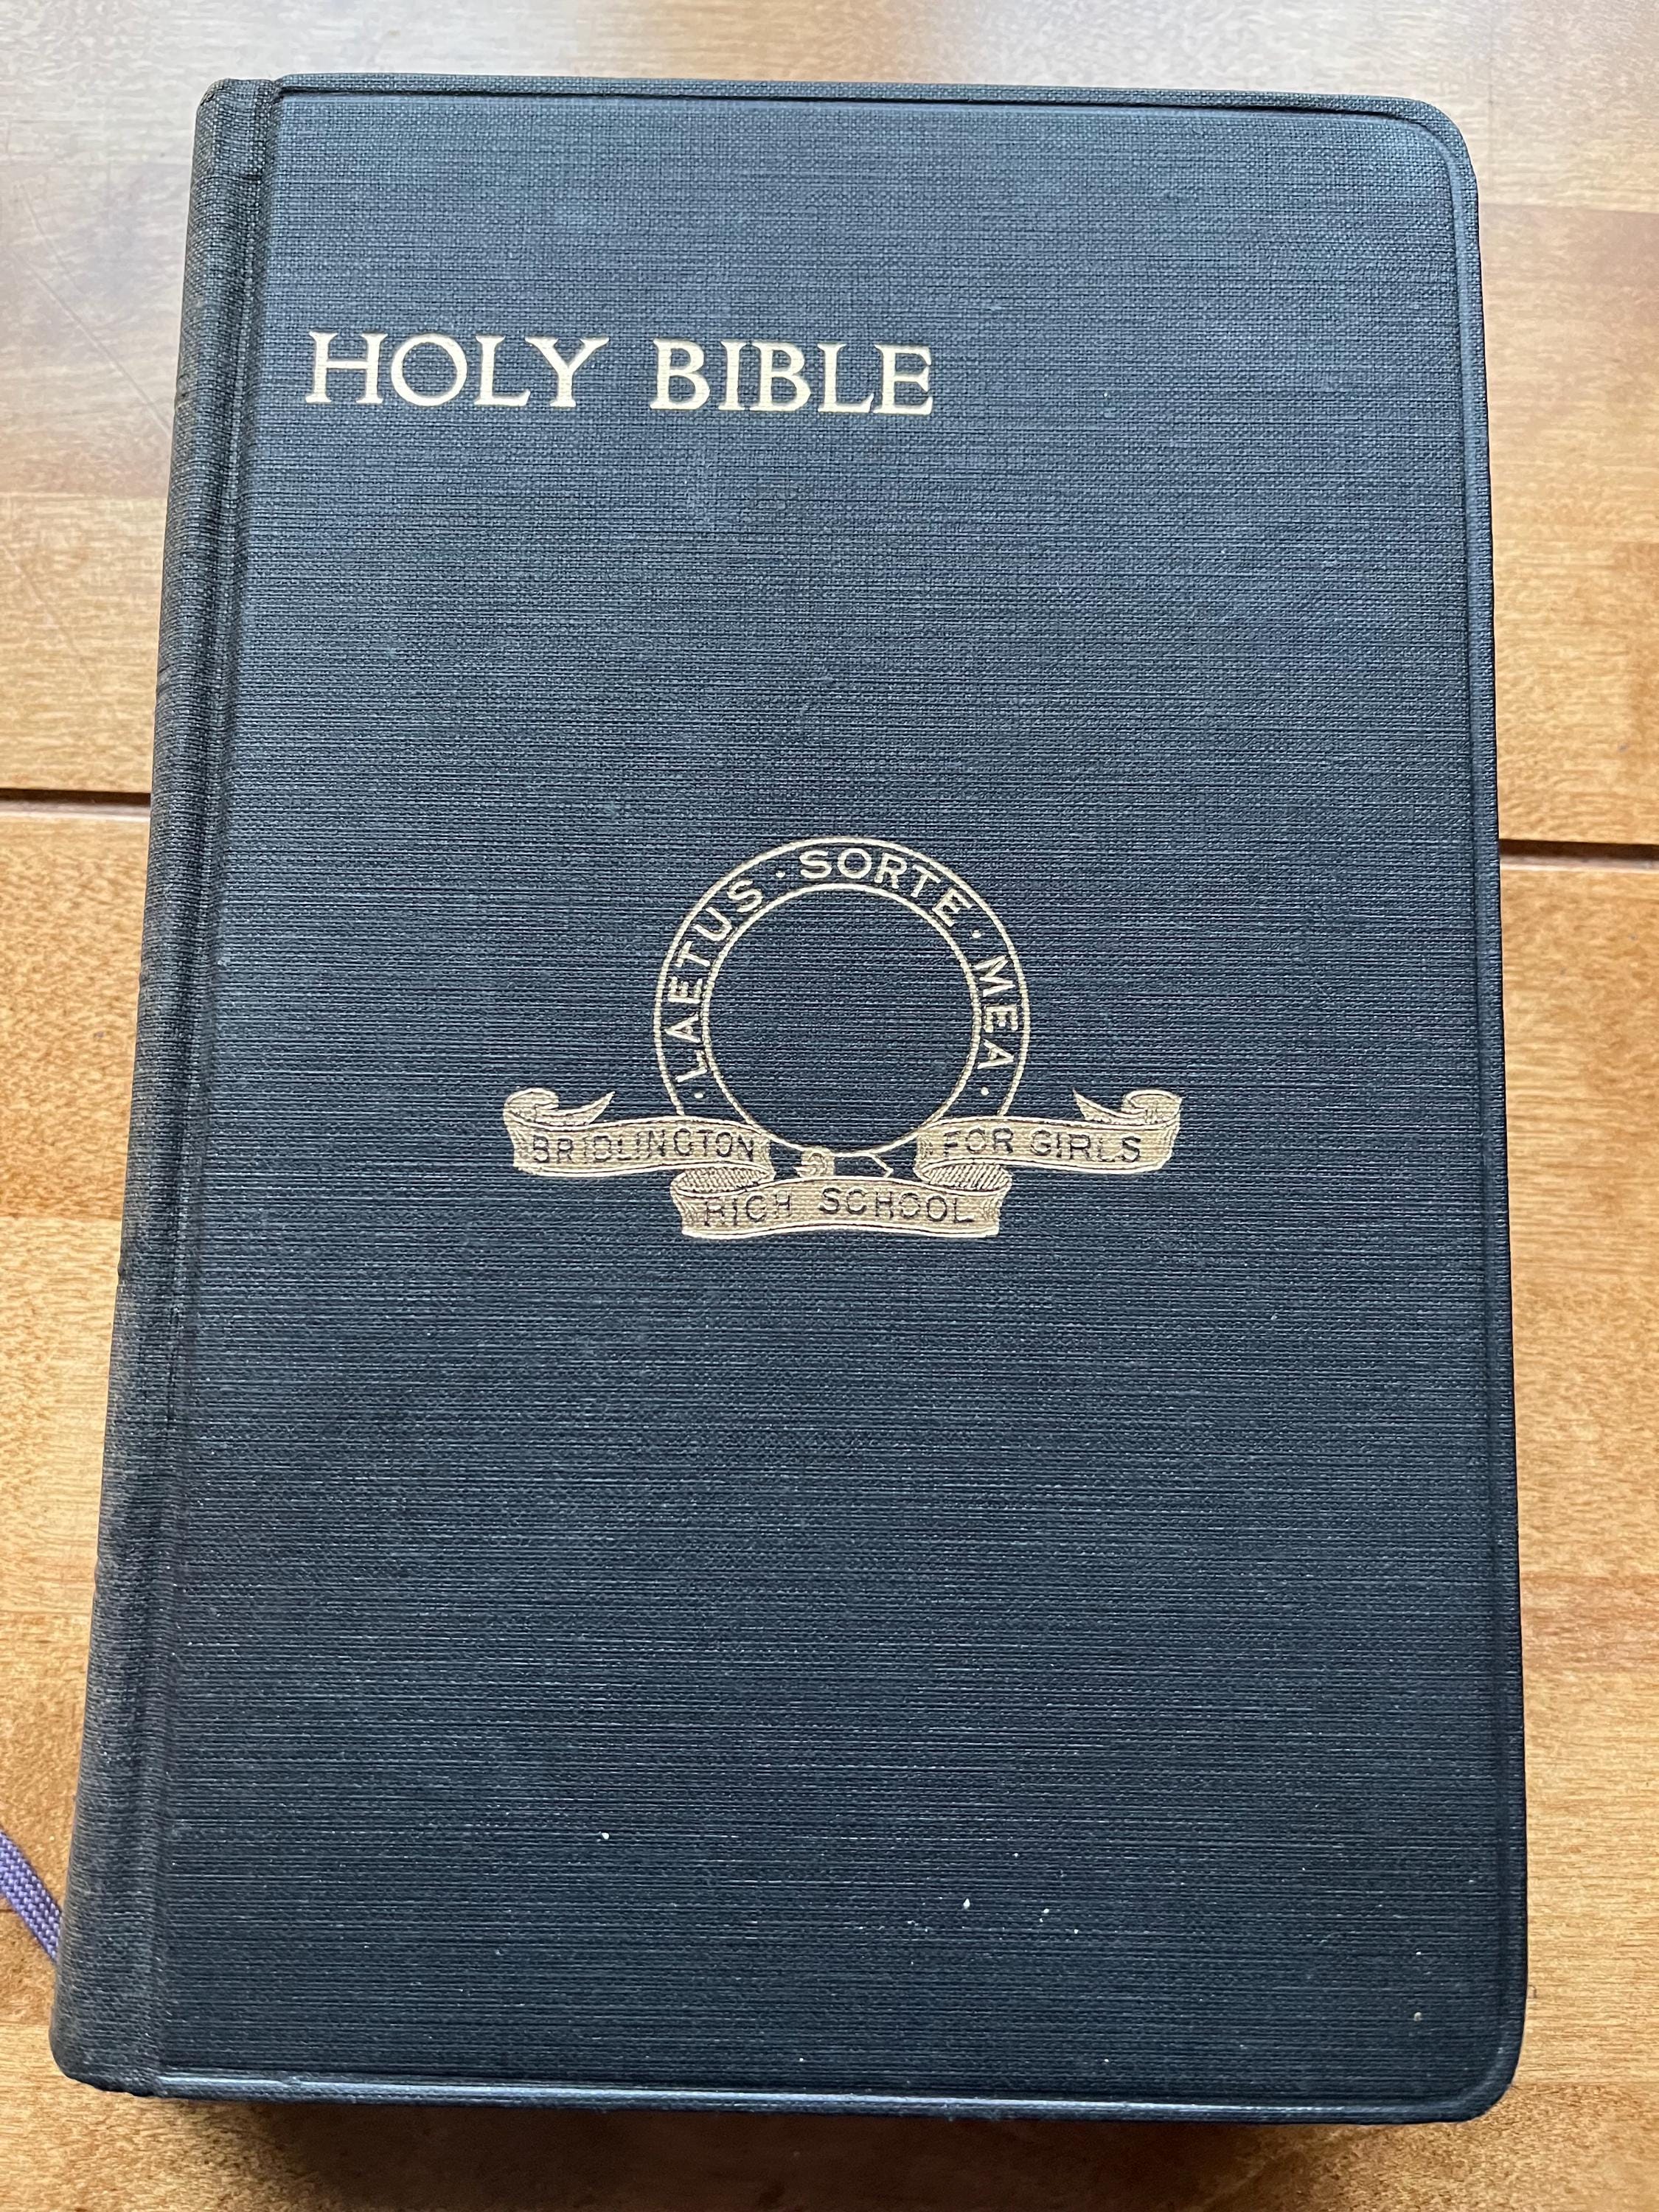 HOLY BIBLE
· LAETUS · SORTE · MEA ·
BRIDLINGTON
HIGH SCHOOL
FOR GIRLS